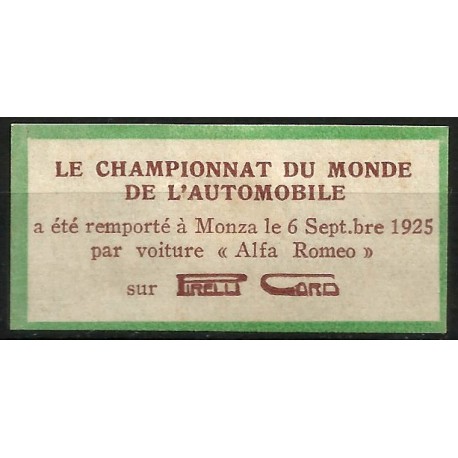 LE CHAMPIONNAT DU MONDE
DE L'AUTOMOBILE
a été remporté à Monza le 6 Sept.bre 1925
par voiture « Alfa Romeo »
sur PIRELLI CORD